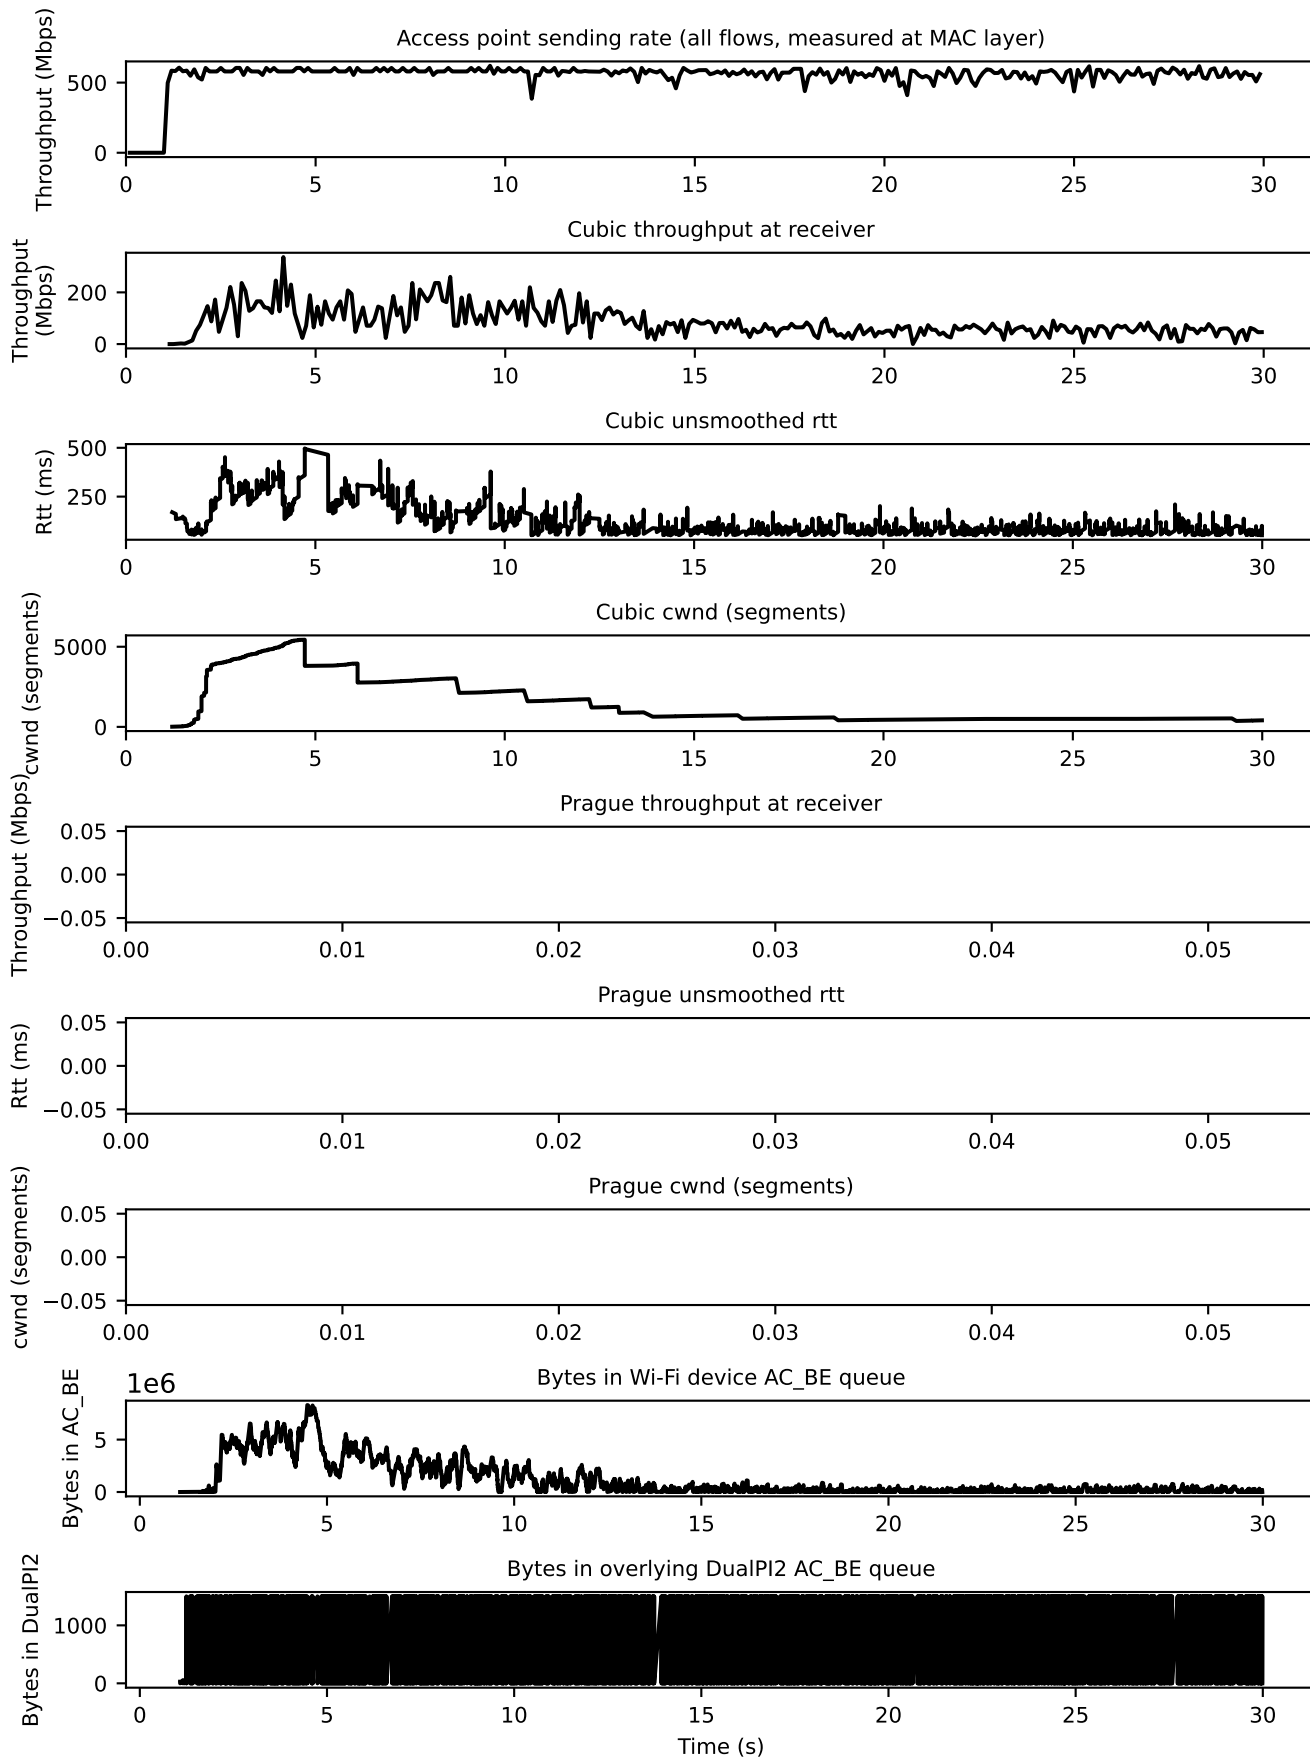 Access point sending rate (all flows, measured at MAC layer)
Throughput (Mbps)
500
0
0 5 10 15 20 25 30
Cubic throughput at receiver
Throughput
(Mbps)
200
0
0 5 10 15 20 25 30
Cubic unsmoothed rtt
Rtt (ms)
500
250
0 5 10 15 20 25 30
Cubic cwnd (segments)
cwnd (segments)
5000
0
0 5 10 15 20 25 30
Prague throughput at receiver
Throughput (Mbps)
0.05
0.00
−0.05
0.00 0.01 0.02 0.03 0.04 0.05
Prague unsmoothed rtt
Rtt (ms)
0.05
0.00
−0.05
0.00 0.01 0.02 0.03 0.04 0.05
Prague cwnd (segments)
cwnd (segments)
0.05
0.00
−0.05
0.00 0.01 0.02 0.03 0.04 0.05
Bytes in Wi-Fi device AC_BE queue
1e6
Bytes in AC_BE
5
0
0 5 10 15 20 25 30
Bytes in overlying DualPI2 AC_BE queue
Bytes in DualPI2
1000
0
0 5 10 15 20 25 30
Time (s)